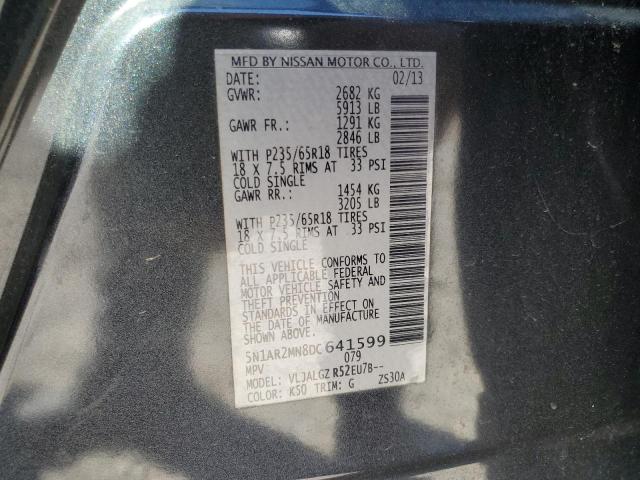 MFD BY NISSAN MOTOR CO., LTD.
DATE: 02/13
GVWR: 2682 KG
5913 LB
GAWR FR.: 1291 KG
2846 LB
WITH P235/65R18 TIRES
18 X 7.5 RIMS AT 33 PSI
COLD SINGLE
GAWR RR.: 1454 KG
3205 LB
WITH P235/65R18 TIRES
18 X 7.5 RIMS AT 33 PSI
COLD SINGLE
THIS VEHICLE CONFORMS TO
ALL APPLICABLE FEDERAL
MOTOR VEHICLE SAFETY AND
THEFT PREVENTION
STANDARDS IN EFFECT ON
THE DATE OF MANUFACTURE
SHOWN ABOVE.
5N1AR2MN8DC641599
MPV 079
MODEL: VLJALGZ R52EU7B--
COLOR: K50 TRIM: G ZS30A